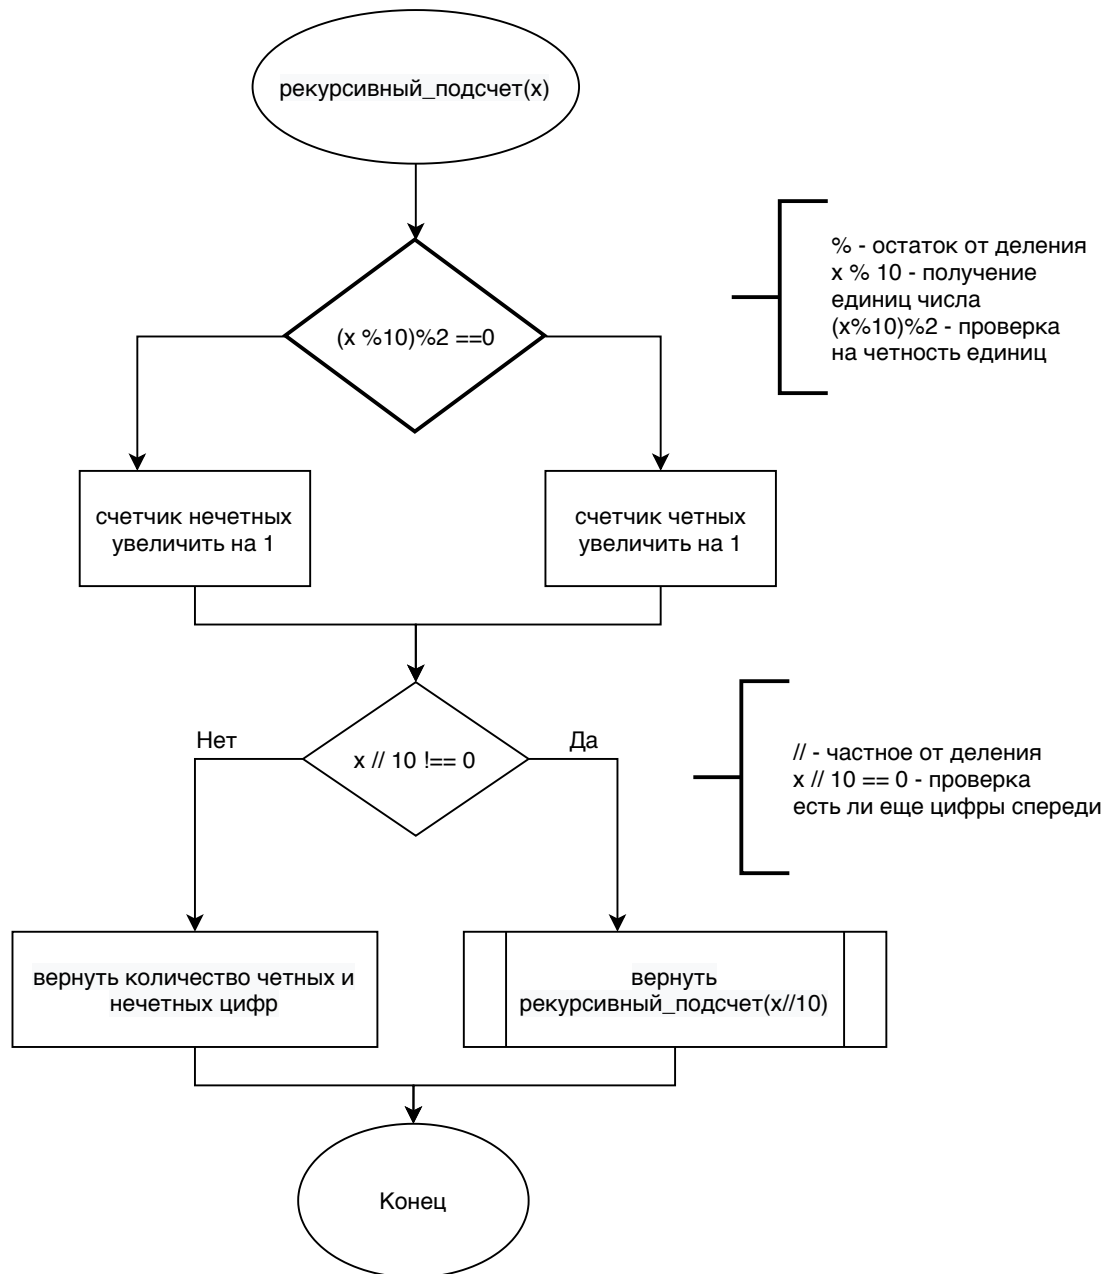 рекурсивный_подсчет(x)
% - остаток от деления
x % 10 - получение
единиц числа
(x%10)%2 - проверка
на четность единиц
(x %10)%2 ==0
счетчик нечетных
увеличить на 1
счетчик четных
увеличить на 1
Нет
x // 10 !== 0
Да
// - частное от деления
x // 10 == 0 - проверка
есть ли еще цифры спереди
вернуть количество четных и
нечетных цифр
вернуть
рекурсивный_подсчет(x//10)
Конец